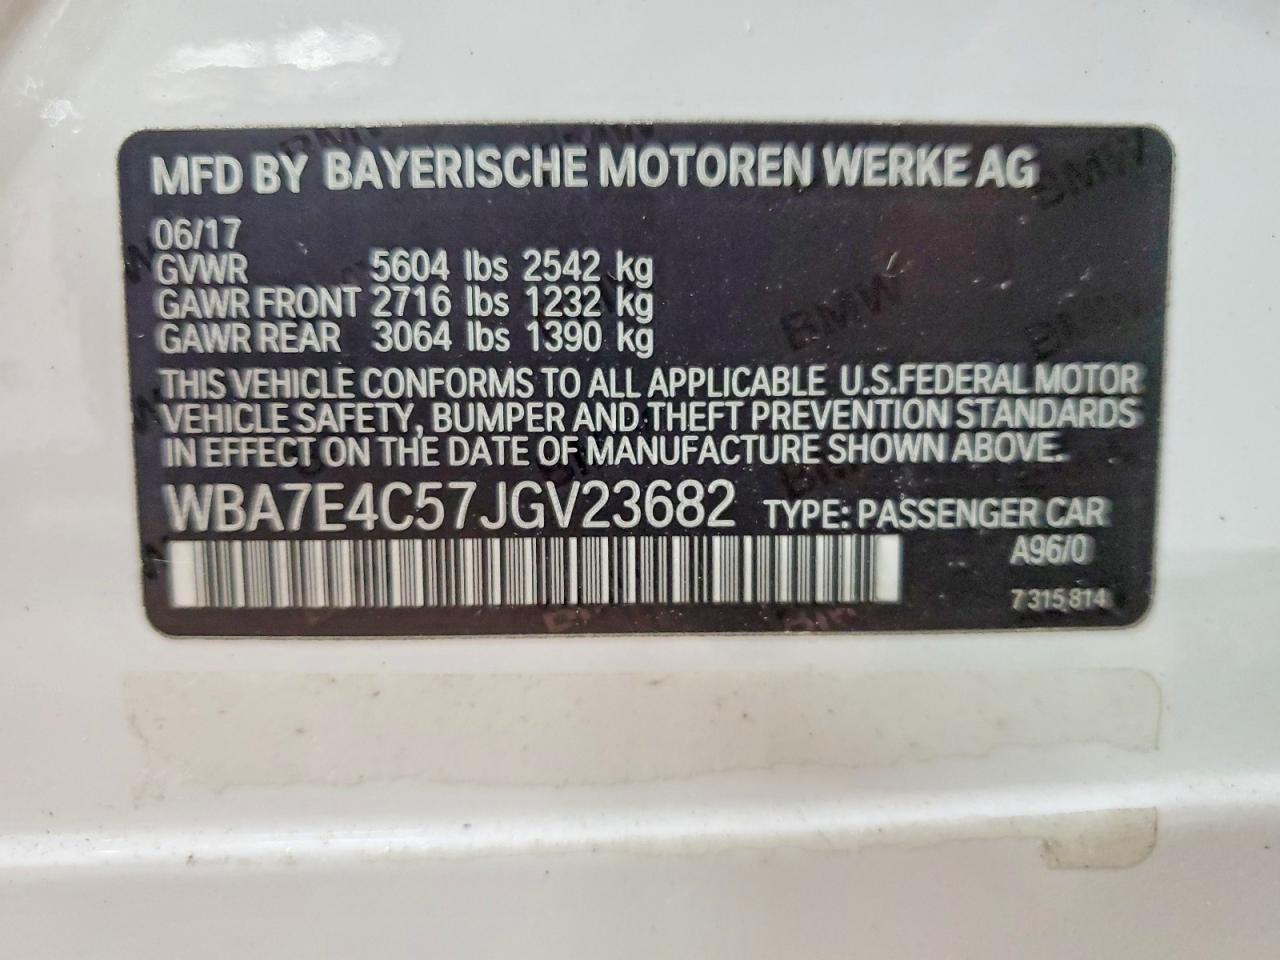 MFD BY BAYERISCHE MOTOREN WERKE AG
06/17
GVWR 5604 lbs 2542 kg
GAWR FRONT 2716 lbs 1232 kg
GAWR REAR 3064 lbs 1390 kg
THIS VEHICLE CONFORMS TO ALL APPLICABLE U.S.FEDERAL MOTOR
VEHICLE SAFETY, BUMPER AND THEFT PREVENTION STANDARDS
IN EFFECT ON THE DATE OF MANUFACTURE SHOWN ABOVE.
WBA7E4C57JGV23682 TYPE: PASSENGER CAR
A96/0
7 315 814